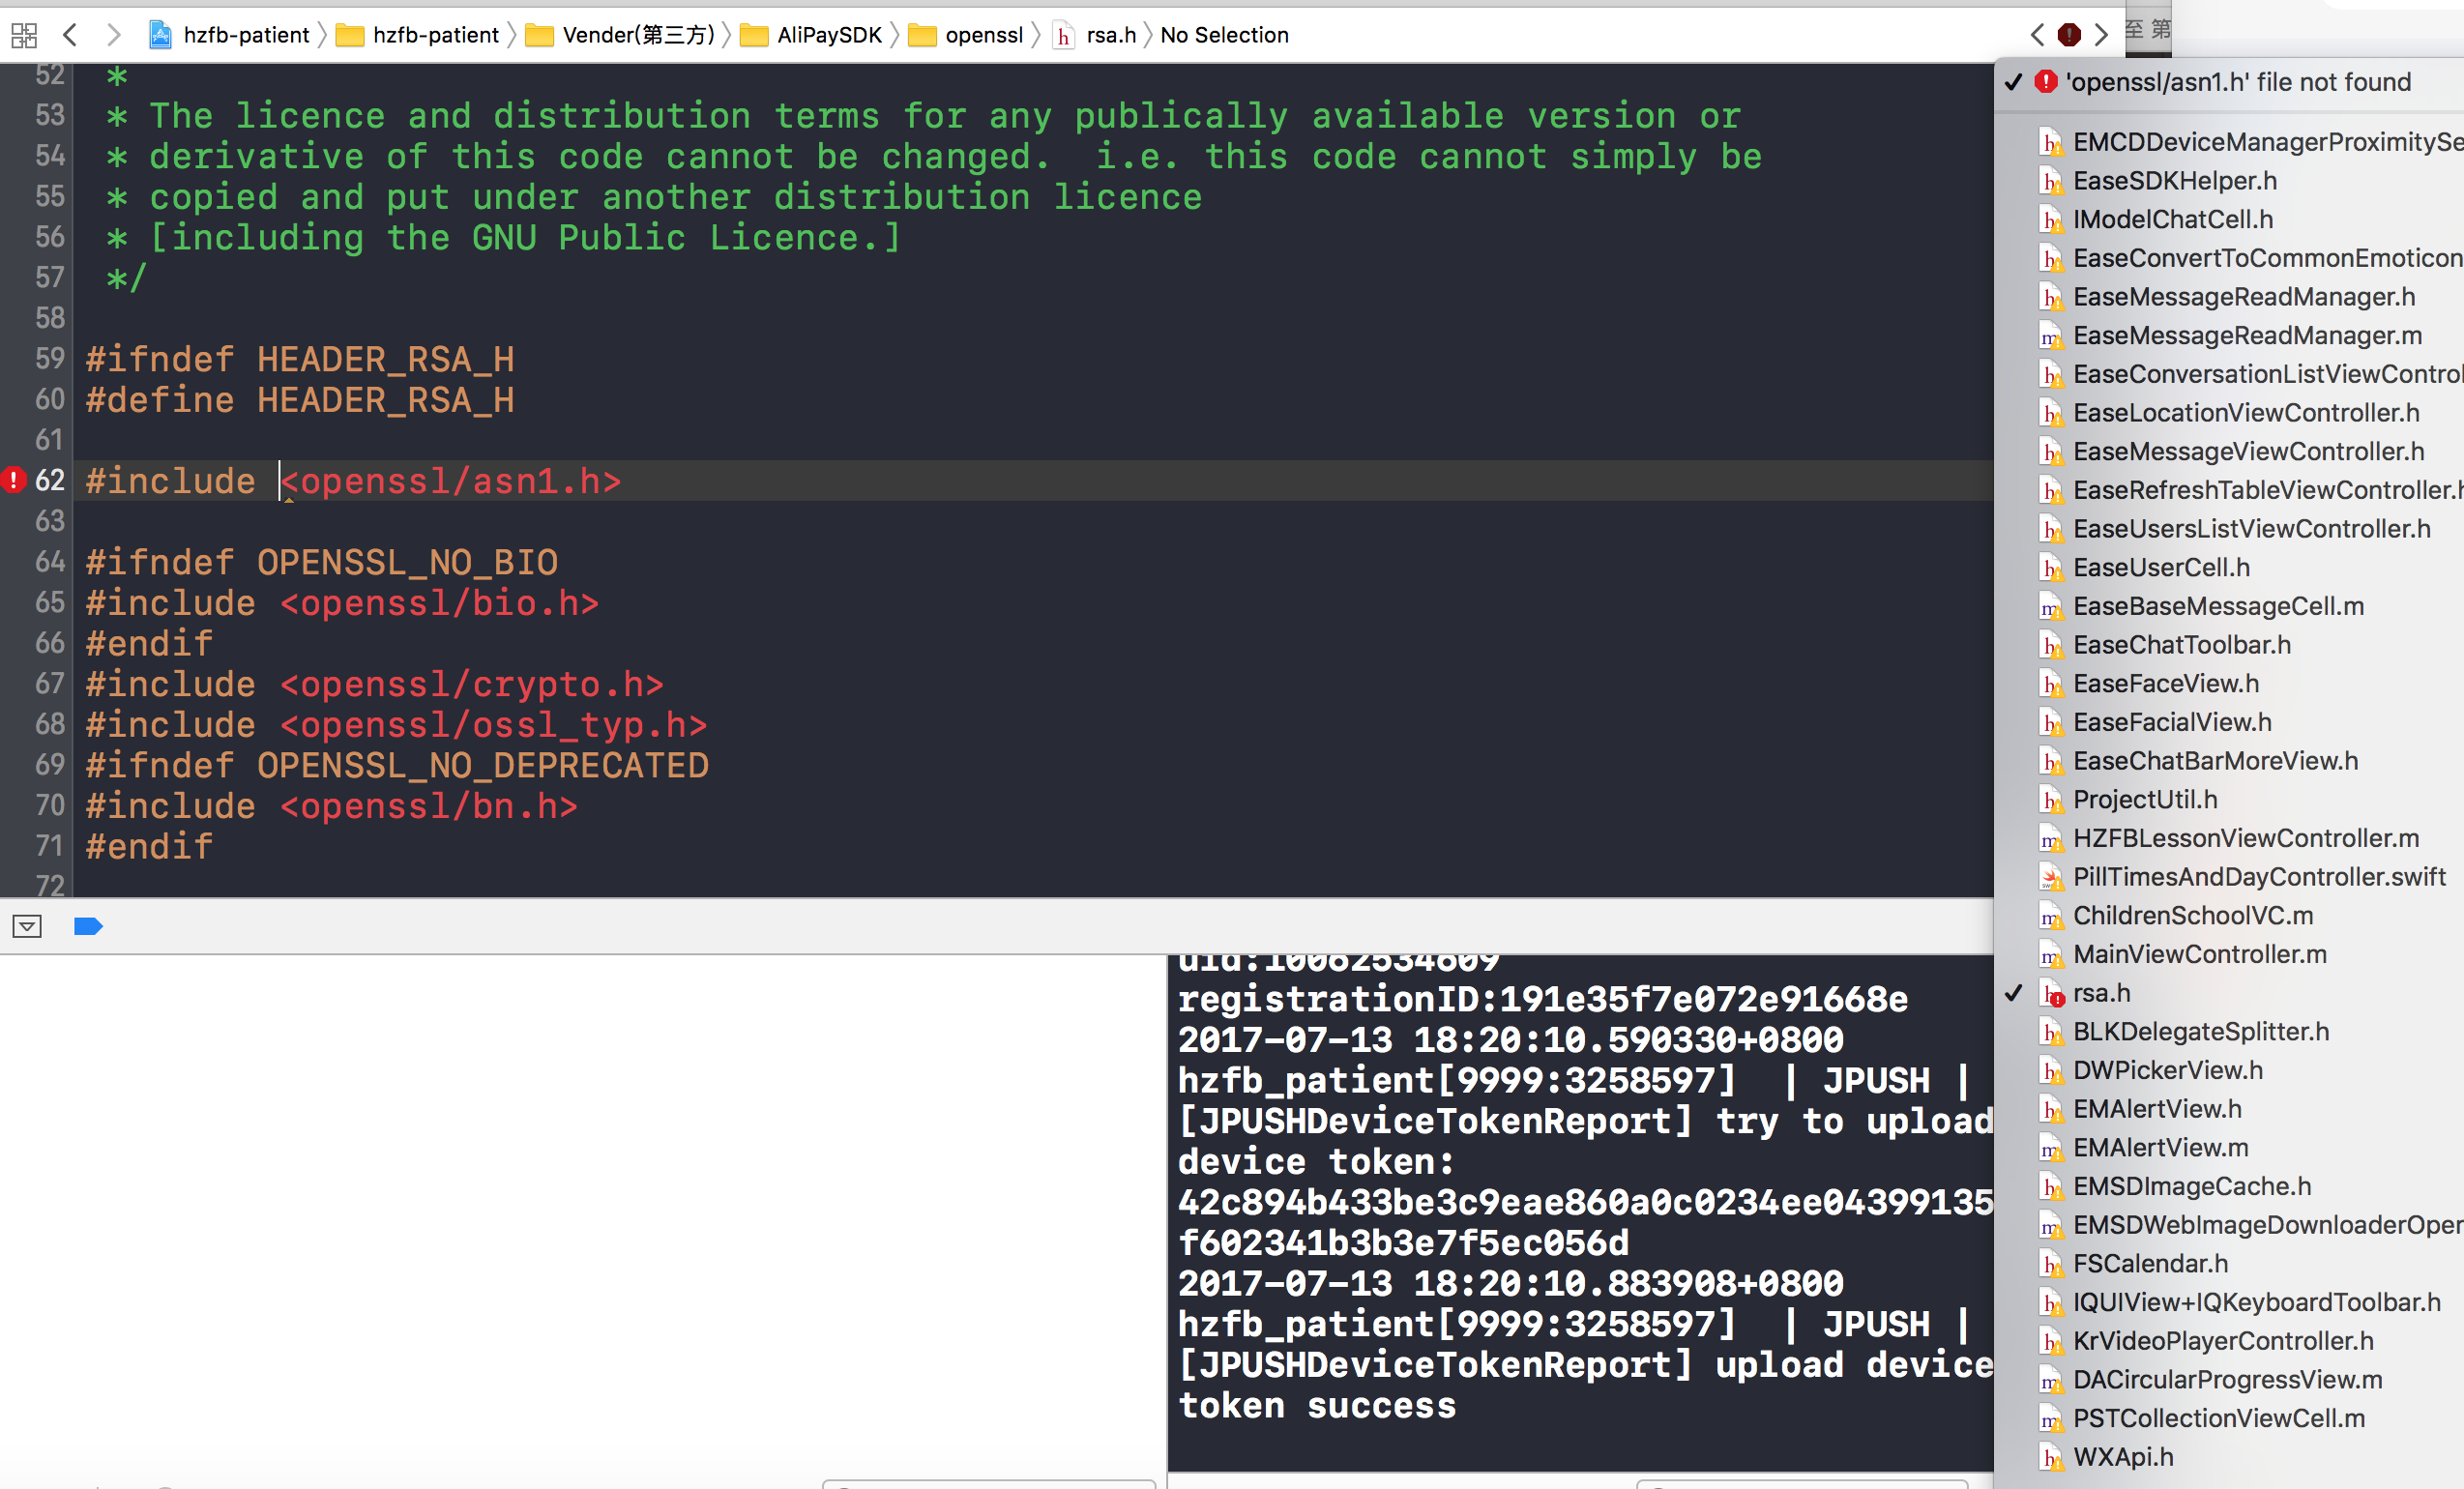 hzfb-patient hzfb-patient Vender(第三方) AliPaySDK openssl rsa.h No Selection
至 第
52 *
53 * The licence and distribution terms for any publically available version or
54 * derivative of this code cannot be changed.  i.e. this code cannot simply be
55 * copied and put under another distribution licence
56 * [including the GNU Public Licence.]
57 */
58
59 #ifndef HEADER_RSA_H
60 #define HEADER_RSA_H
61
62 #include <openssl/asn1.h>
63
64 #ifndef OPENSSL_NO_BIO
65 #include <openssl/bio.h>
66 #endif
67 #include <openssl/crypto.h>
68 #include <openssl/ossl_typ.h>
69 #ifndef OPENSSL_NO_DEPRECATED
70 #include <openssl/bn.h>
71 #endif
72
uid:10062534609
registrationID:191e35f7e072e91668e
2017-07-13 18:20:10.590330+0800
hzfb_patient[9999:3258597]  | JPUSH |
[JPUSHDeviceTokenReport] try to upload
device token:
42c894b433be3c9eae860a0c0234ee04399135
f602341b3b3e7f5ec056d
2017-07-13 18:20:10.883908+0800
hzfb_patient[9999:3258597]  | JPUSH |
[JPUSHDeviceTokenReport] upload device
token success
'openssl/asn1.h' file not found
EMCDDeviceManagerProximitySe
EaseSDKHelper.h
IModelChatCell.h
EaseConvertToCommonEmoticon
EaseMessageReadManager.h
EaseMessageReadManager.m
EaseConversationListViewControl
EaseLocationViewController.h
EaseMessageViewController.h
EaseRefreshTableViewController.h
EaseUsersListViewController.h
EaseUserCell.h
EaseBaseMessageCell.m
EaseChatToolbar.h
EaseFaceView.h
EaseFacialView.h
EaseChatBarMoreView.h
ProjectUtil.h
HZFBLessonViewController.m
PillTimesAndDayController.swift
ChildrenSchoolVC.m
MainViewController.m
rsa.h
BLKDelegateSplitter.h
DWPickerView.h
EMAlertView.h
EMAlertView.m
EMSDImageCache.h
EMSDWebImageDownloaderOper
FSCalendar.h
IQUIView+IQKeyboardToolbar.h
KrVideoPlayerController.h
DACircularProgressView.m
PSTCollectionViewCell.m
WXApi.h